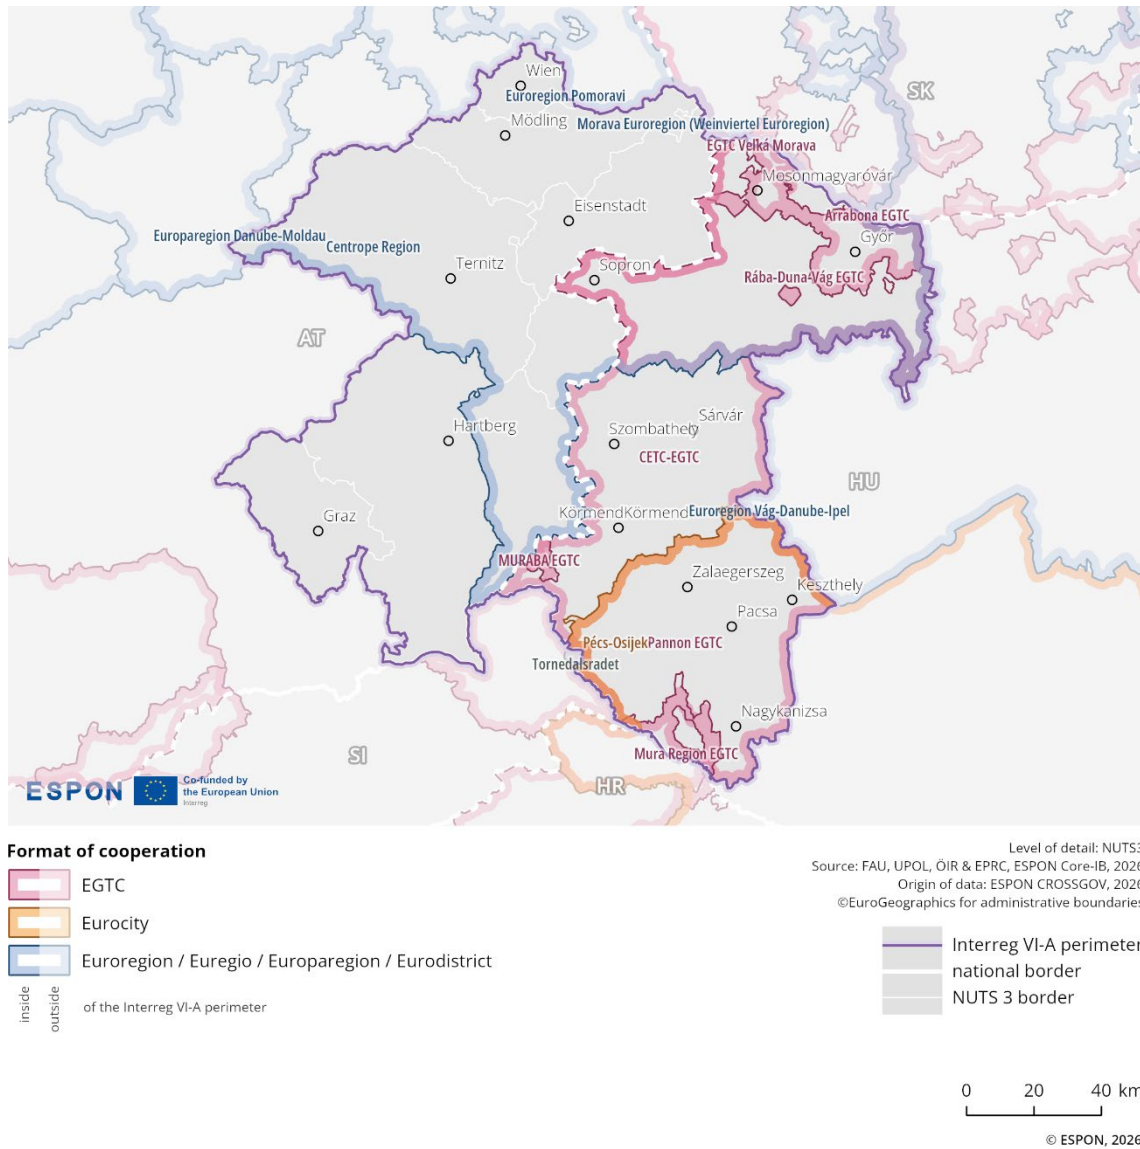 Wien
Euroregion Pomoravi
SK
Mödling
Morava Euroregion (Weinviertel Euroregion)
EGTC Velká Morava
Mosonmagyaróvár
Eisenstadt
Arrabona EGTC
Europaregion Danube-Moldau
Centrope Region
Győr
Ternitz
Sopron
Rába-Duna-Vág EGTC
AT
Hartberg
Szombathely
Sárvár
CETC-EGTC
HU
Graz
KörmendKörmend
Euroregion Vág-Danube-Ipel
MURABA EGTC
Zalaegerszeg
Keszthely
Pacsa
Pécs-OsijekPannon EGTC
Tornedalsradet
Nagykanizsa
Mura Region EGTC
SI
HR
ESPON
Co-funded by
the European Union
Interreg
Format of cooperation
EGTC
Eurocity
Euroregion / Euregio / Europaregion / Eurodistrict
inside
outside
of the Interreg VI-A perimeter
Level of detail: NUTS3
Source: FAU, UPOL, ÖIR & EPRC, ESPON Core-IB, 2026
Origin of data: ESPON CROSSGOV, 2026
©EuroGeographics for administrative boundaries
Interreg VI-A perimeter
national border
NUTS 3 border
0 20 40 km
© ESPON, 2026